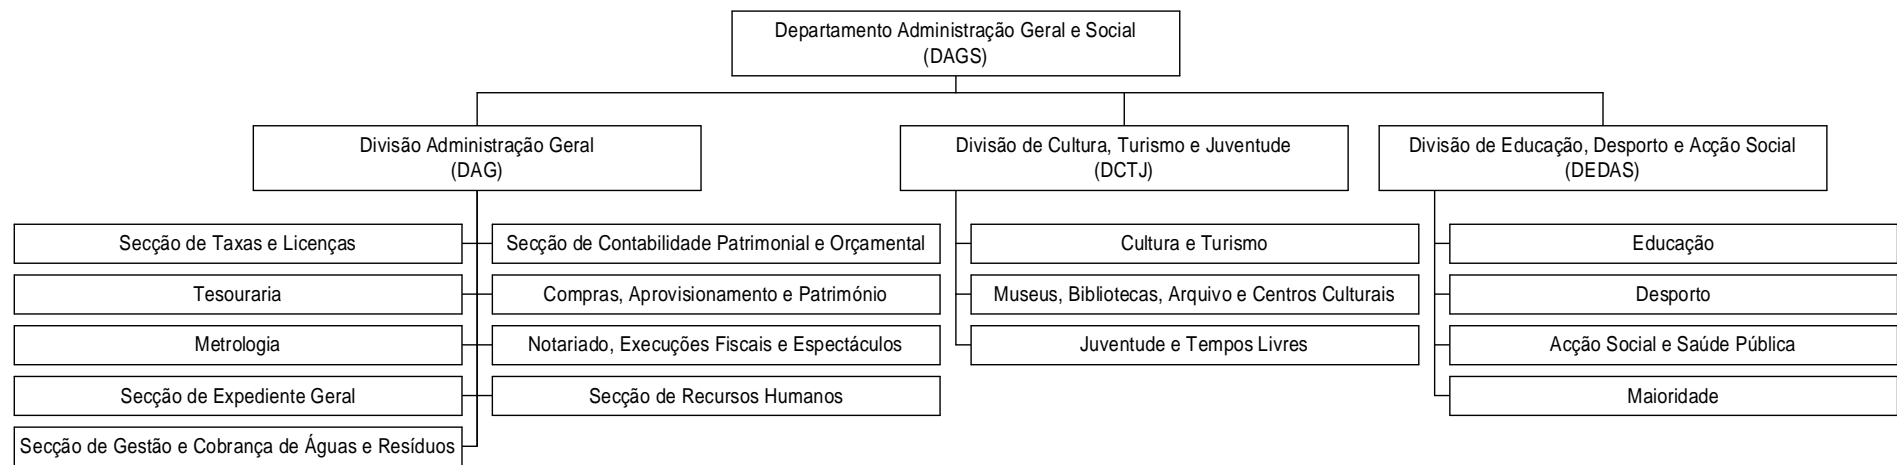 Departamento Administração Geral e Social
(DAGS)
Divisão Administração Geral
(DAG)
Divisão de Cultura, Turismo e Juventude
(DCTJ)
Divisão de Educação, Desporto e Acção Social
(DEDAS)
Secção de Taxas e Licenças
Secção de Contabilidade Patrimonial e Orçamental
Cultura e Turismo
Educação
Tesouraria
Compras, Aprovisionamento e Património
Museus, Bibliotecas, Arquivo e Centros Culturais
Desporto
Metrologia
Notariado, Execuções Fiscais e Espectáculos
Juventude e Tempos Livres
Acção Social e Saúde Pública
Secção de Expediente Geral
Secção de Recursos Humanos
Maioridade
Secção de Gestão e Cobrança de Águas e Resíduos